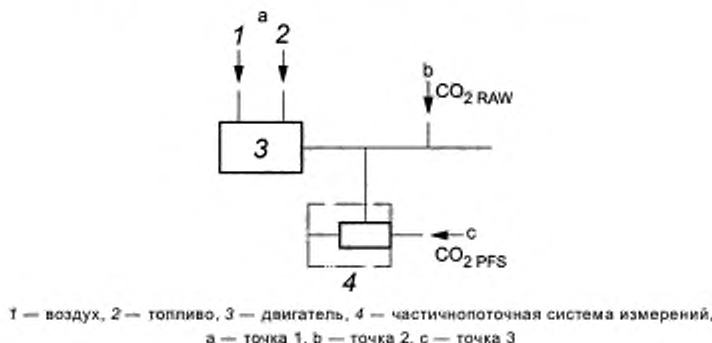 a
1 2
b
CO2 RAW
3
c
CO2 PFS
4
1 — воздух, 2 — топливо, 3 — двигатель, 4 — частичнопоточная система измерений,
a — точка 1, b — точка 2, c — точка 3